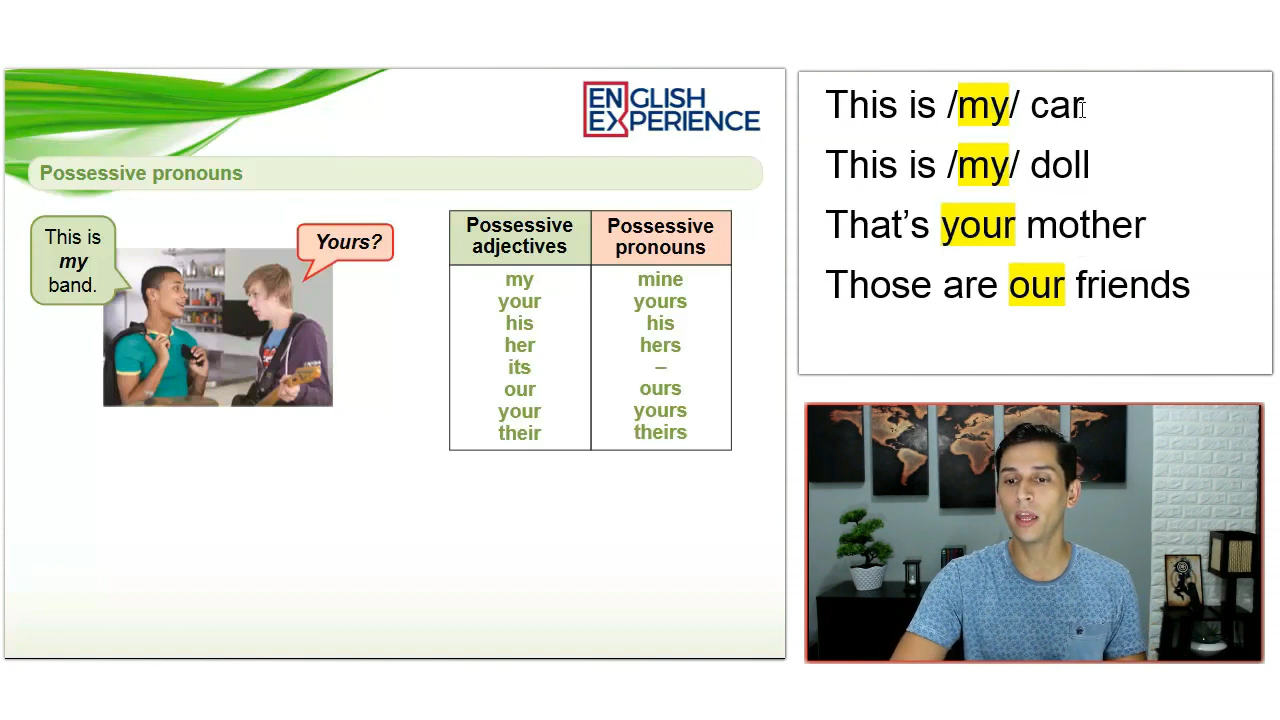 ENGLISH
EXPERIENCE
Possessive pronouns
This is
my
band.
Yours?
Possessive adjectives
Possessive pronouns
my mine
your yours
his his
her hers
its –
our ours
your yours
their theirs
This is /my/ car
This is /my/ doll
That’s your mother
Those are our friends